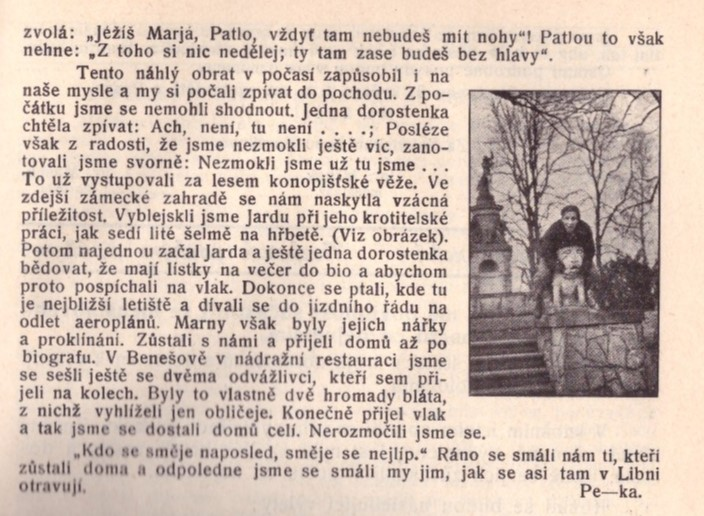 zvolá: „Ježíš Marjá, Patlo, vždyť tam nebudeš mít nohy“! Patlou to však
nehne: „Z toho si nic nedělej; ty tam zase budeš bez hlavy“.
Tento náhlý obrat v počasí zapůsobil i na
naše mysle a my si počali zpívat do pochodu. Z po-
čátku jsme se nemohli shodnout. Jedna dorostenka
chtěla zpívat: Ach, není, tu není . . . .; Posléze
však z radosti, že jsme nezmokli ještě víc, zano-
tovali jsme svorně: Nezmokli jsme už tu jsme . . .
To už vystupovali za lesem konopišťské věže. Ve
zdejší zámecké zahradě se nám naskytla vzácná
příležitost. Vyblejskli jsme Jardu při jeho krotitelské
práci, jak sedí lité šelmě na hřbetě. (Viz obrázek).
Potom najednou začal Jarda a ještě jedna dorostenka
bědovat, že mají lístky na večer do bio a abychom
proto pospíchali na vlak. Dokonce se ptali, kde tu
je nejbližší letiště a dívali se do jízdního řádu na
odlet aeroplánů. Marny však byly jejich nářky
a proklínání. Zůstali s námi a přijeli domů až po
biografu. V Benešově v nádražní restauraci jsme
se sešli ještě se dvěma odvážlivci, kteří sem při-
jeli na kolech. Byly to vlastně dvě hromady bláta,
z nichž vyhlíželi jen obličeje. Konečně přijel vlak
a tak jsme se dostali domů celí. Nerozmočili jsme se.
„Kdo se směje naposled, směje se nejlíp.“ Ráno se smáli nám ti, kteří
zůstali doma a odpoledne jsme se smáli my jim, jak se asi tam v Libni
otravují.
Pe—ka.